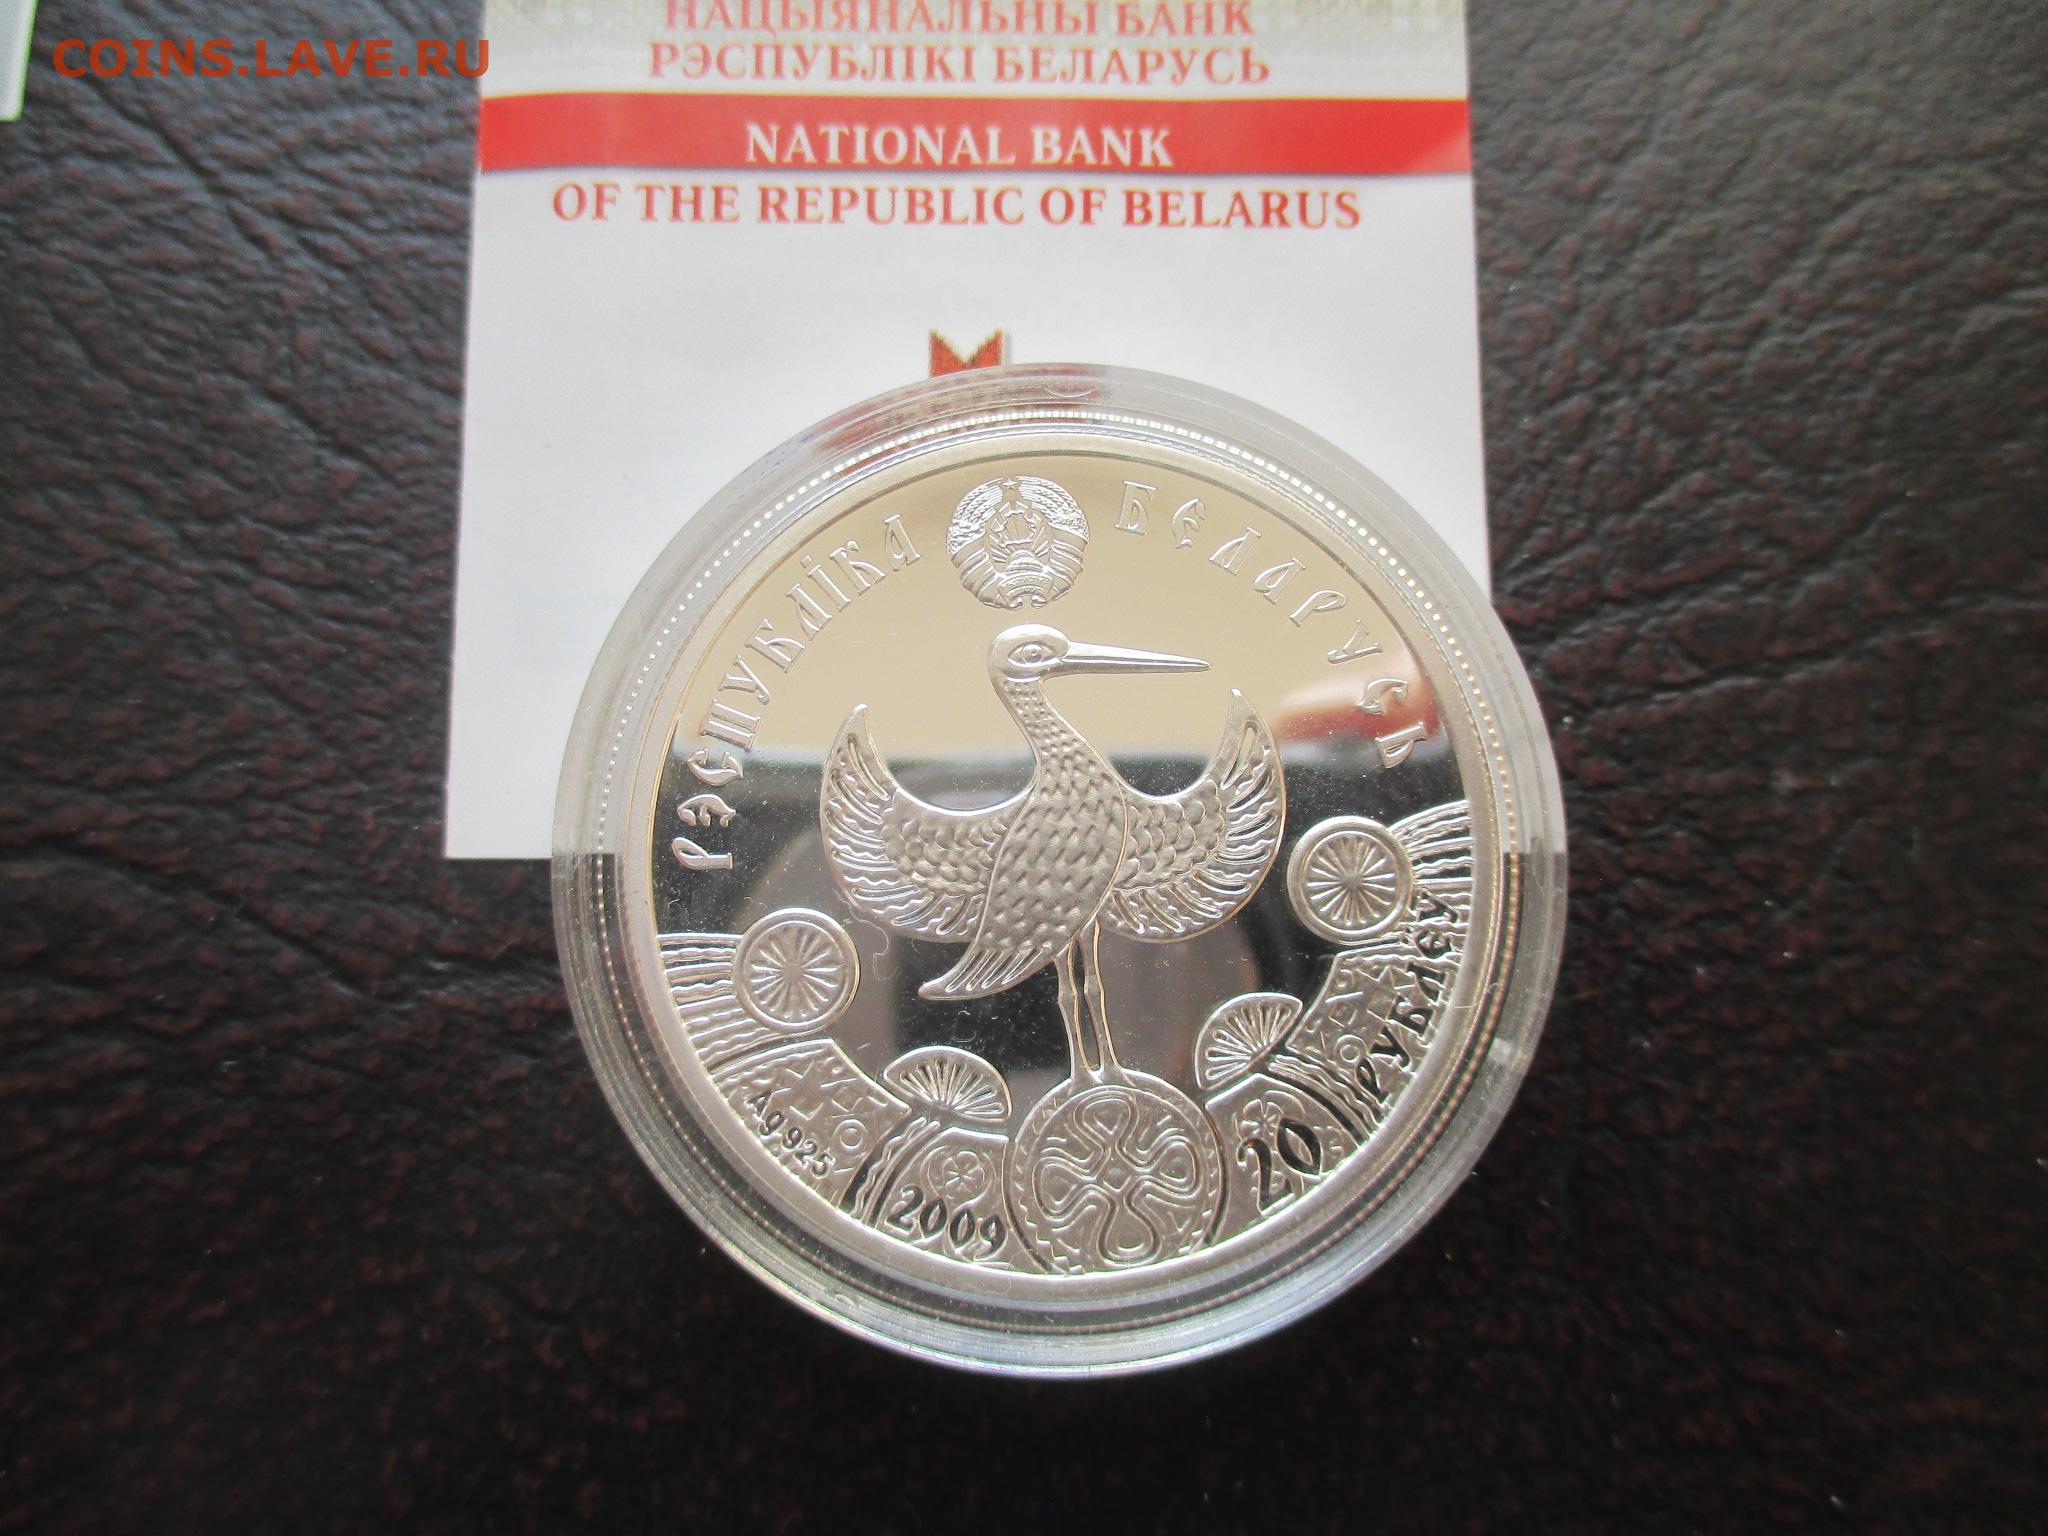 COINS.LAVE.RU
НАЦЫЯНАЛЬНЫ БАНК
РЭСПУБЛІКІ БЕЛАРУСЬ
NATIONAL BANK
OF THE REPUBLIC OF BELARUS
РЭСПУБЛІКА БЕЛАРУСЬ
Ag 925
2009
20 РУБЛЁЎ